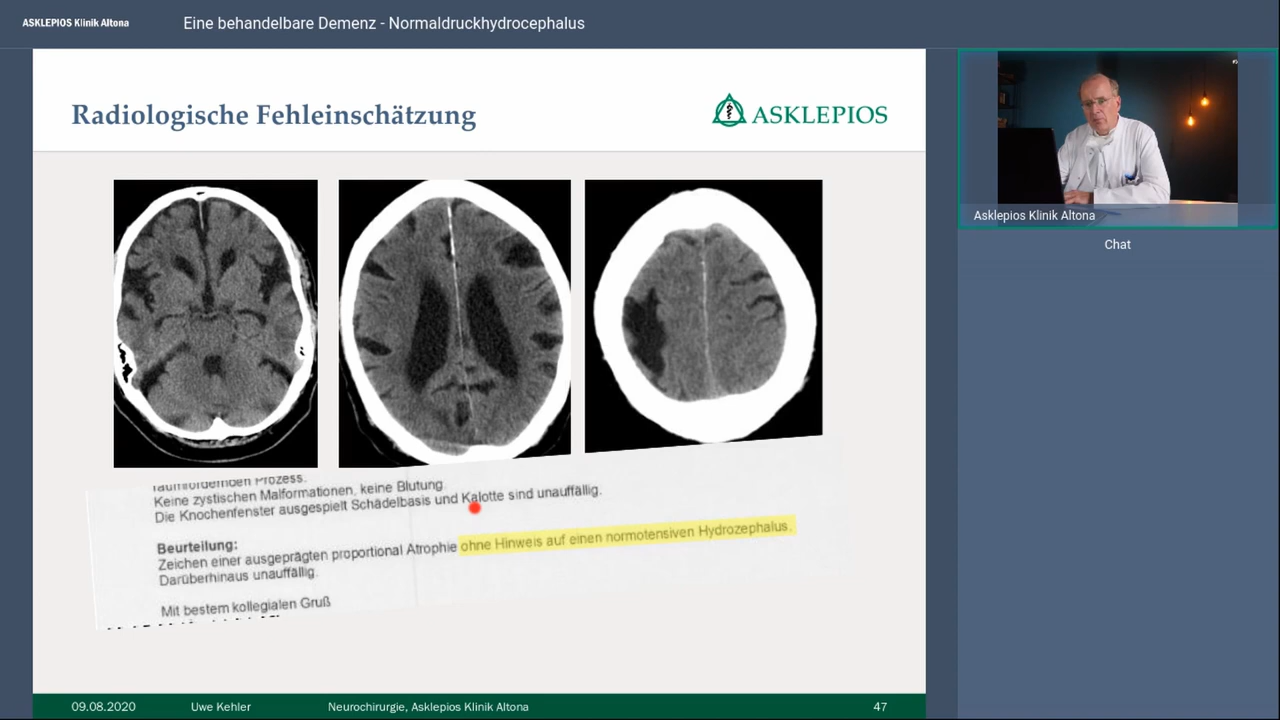 ASKLEPIOS Klinik Altona
Eine behandelbare Demenz - Normaldruckhydrocephalus
Radiologische Fehleinschätzung
ASKLEPIOS
raumfordernden Prozess.
Keine zystischen Malformationen, keine Blutung.
Die Knochenfenster ausgespielt Schädelbasis und Kalotte sind unauffällig.
Beurteilung:
Zeichen einer ausgeprägten proportional Atrophie ohne Hinweis auf einen normotensiven Hydrozephalus.
Darüberhinaus unauffällig.
Mit bestem kollegialen Gruß
09.08.2020
Uwe Kehler
Neurochirurgie, Asklepios Klinik Altona
47
Asklepios Klinik Altona
Chat